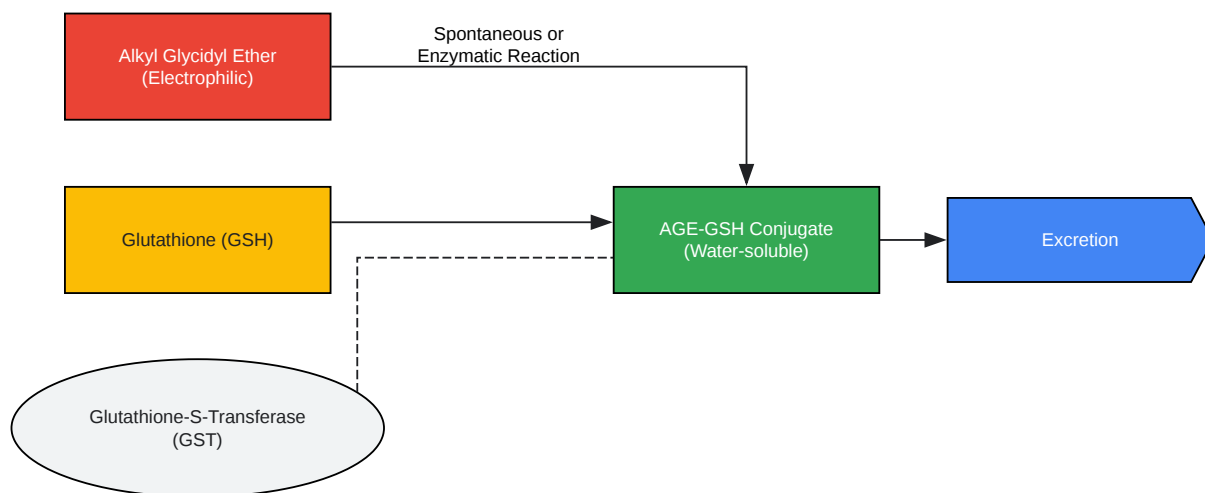 Alkyl Glycidyl Ether
(Electrophilic)
Spontaneous or
Enzymatic Reaction
Glutathione (GSH)
AGE-GSH Conjugate
(Water-soluble)
Excretion
Glutathione-S-Transferase
(GST)